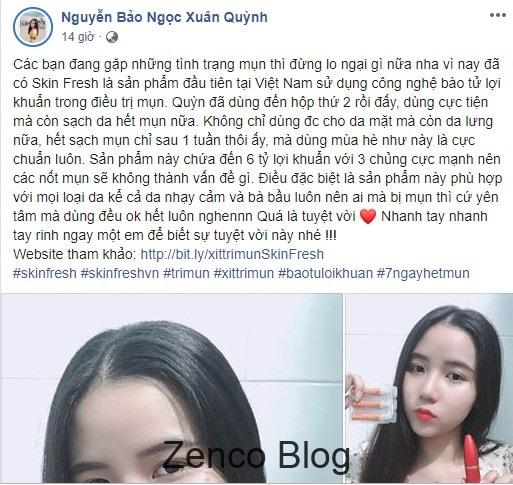 Nguyễn Bảo Ngọc Xuân Quỳnh
14 giờ ·
Các bạn đang gặp những tình trạng mụn thì đừng lo ngại gì nữa nha vì nay đã
có Skin Fresh là sản phẩm đầu tiên tại Việt Nam sử dụng công nghệ bào tử lợi
khuẩn trong điều trị mụn. Quỳn đã dùng đến hộp thứ 2 rồi đấy, dùng cực tiện
mà còn sạch da hết mụn nữa. Không chỉ dùng đc cho da mặt mà còn da lưng
nữa, hết sạch mụn chỉ sau 1 tuần thôi ấy, mà dùng mùa hè như này là cực
chuẩn luôn. Sản phẩm này chứa đến 6 tỷ lợi khuẩn với 3 chủng cực mạnh nên
các nốt mụn sẽ không thành vấn đề gì. Điều đặc biệt là sản phẩm này phù hợp
với mọi loại da kể cả da nhạy cảm và bà bầu luôn nên ai mà bị mụn thì cứ yên
tâm mà dùng đều ok hết luôn nghennn Quá là tuyệt vời ❤️ Nhanh tay nhanh
tay rinh ngay một em để biết sự tuyệt vời này nhé !!!
Website tham khảo: http://bit.ly/xittrimunSkinFresh
#skinfresh #skinfreshvn #trimun #xittrimun #baotuloikhuan #7ngayhetmun
Zenco Blog